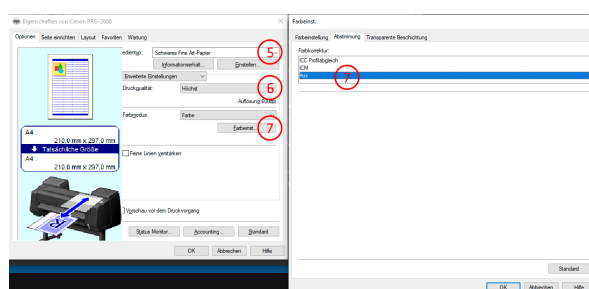 Eigenschaften von Canon PRO-2600
Optionen Seite einrichten Layout Favoriten Wartung
edientyp: Schweres Fine Art-Papier 5
Informationserhalt... Einstellen...
Erweiterte Einstellungen
Druckqualität: Höchst 6
Auflösung 600dpi
Farbmodus: Farbe
Farbeinst... 7
A4 :
210,0 mm x 297,0 mm
Tatsächliche Größe
A4 :
210,0 mm x 297,0 mm
Feine Linien verstärken
Vorschau vor dem Druckvorgang
Status Monitor... Accounting... Standard
OK Abbrechen Hilfe
Farbeinst.
Farbeinstellung Abstimmung Transparente Beschichtung
Farbkorrektur:
ICC Profilabgleich
ICM
Aus 7
Standard
OK Abbrechen Hilfe